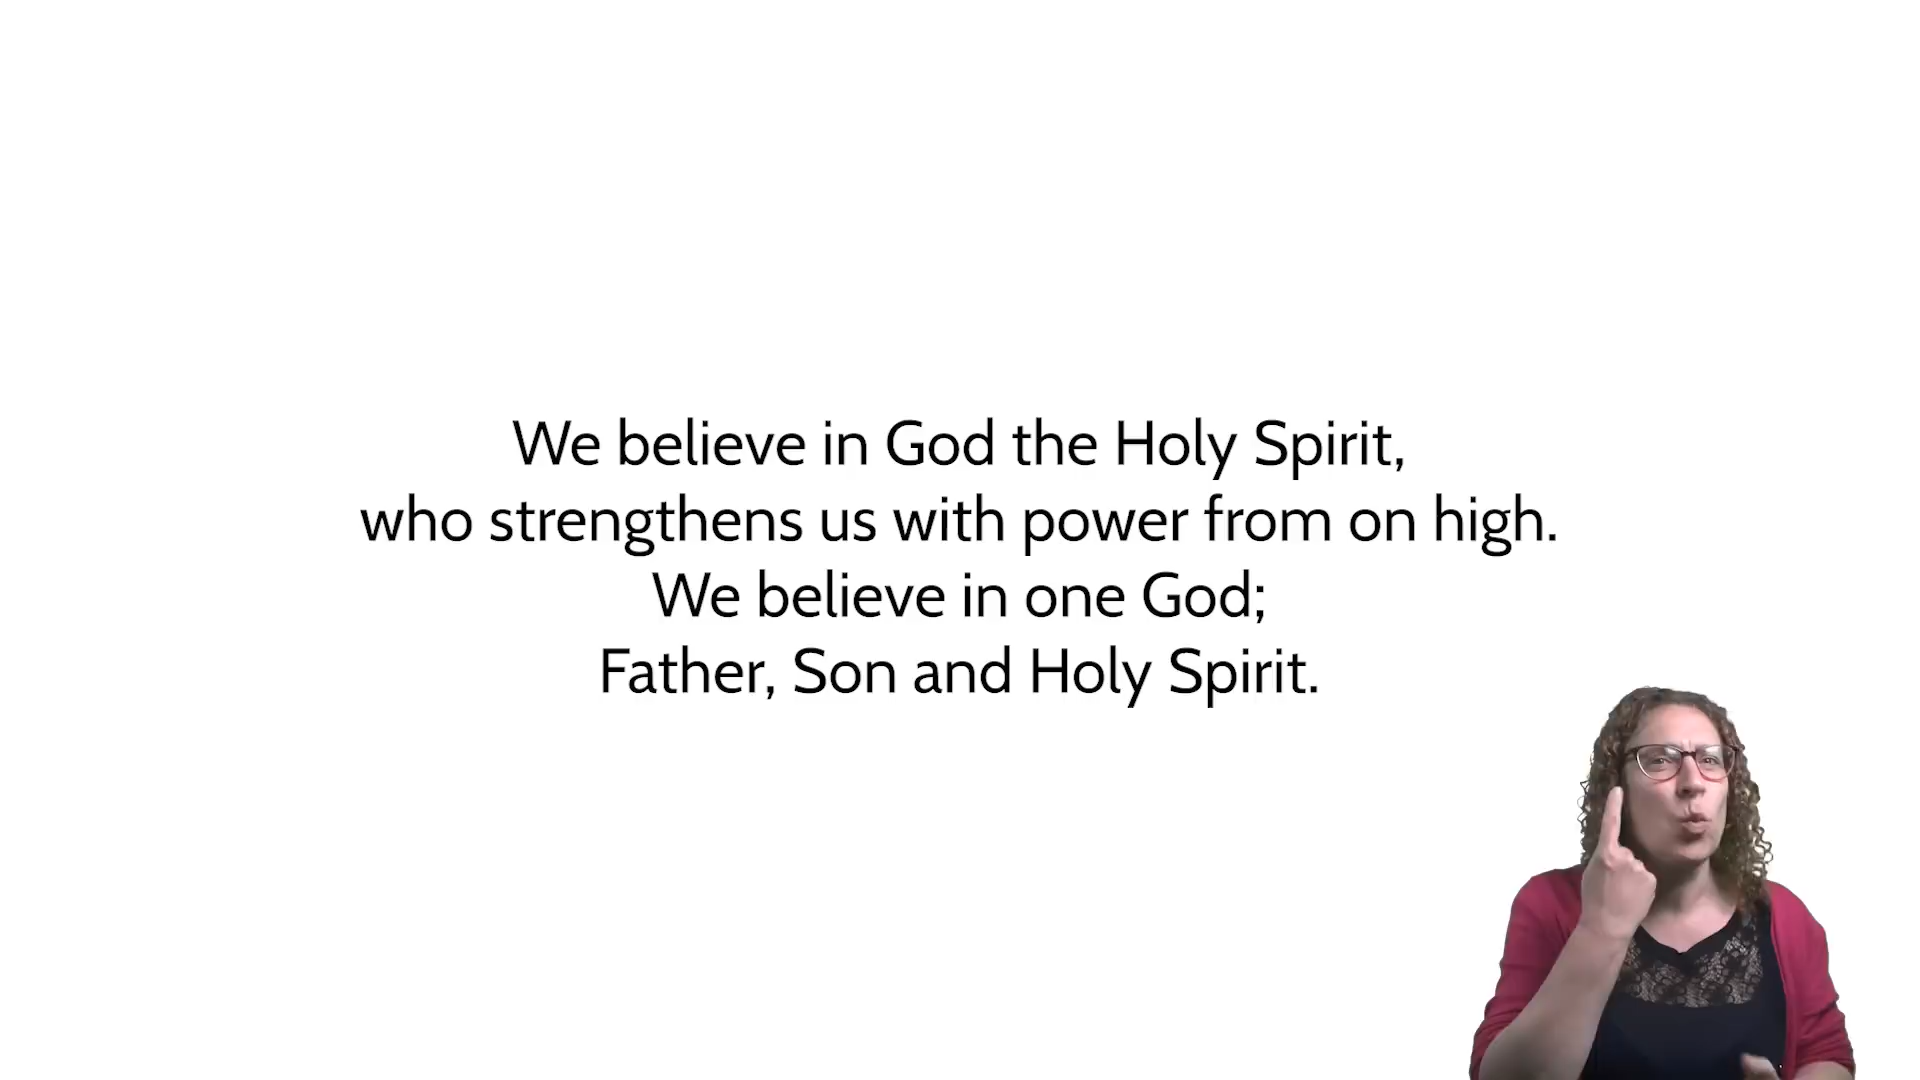 We believe in God the Holy Spirit,
who strengthens us with power from on high.
We believe in one God;
Father, Son and Holy Spirit.